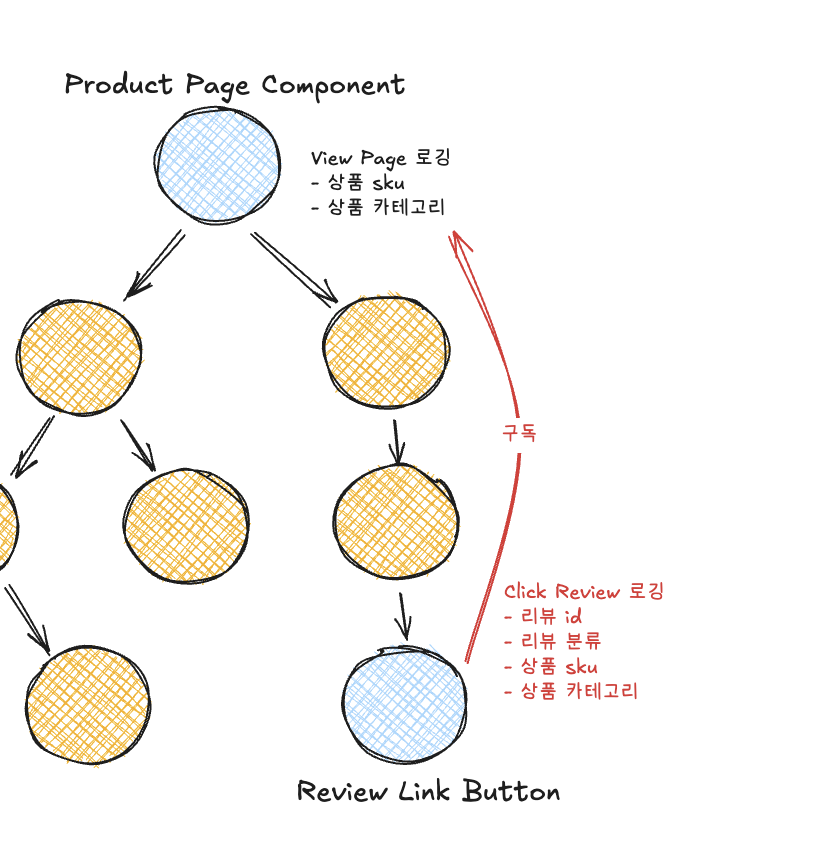 Product Page Component
View Page 로깅
- 상품 sku
- 상품 카테고리
구독
Click Review 로깅
- 리뷰 id
- 리뷰 분류
- 상품 sku
- 상품 카테고리
Review Link Button